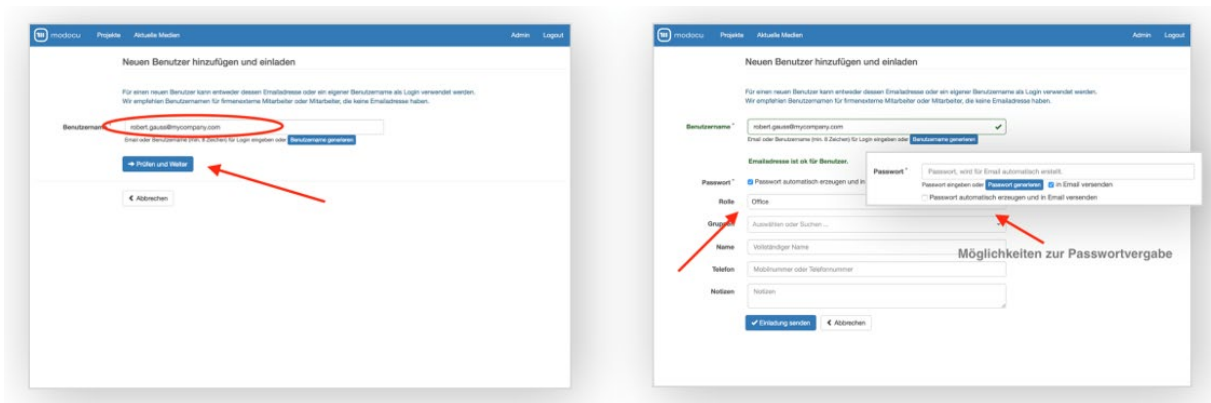 modocu Projekte Aktuelle Medien Admin Logout
Neuen Benutzer hinzufügen und einladen
Für einen neuen Benutzer kann entweder dessen Emailadresse oder ein eigener Benutzername als Login verwendet werden.
Wir empfehlen Benutzernamen für firmenexterne Mitarbeiter oder Mitarbeiter, die keine Emailadresse haben.
Benutzername * robert.gauss@mycompany.com
Email oder Benutzername (min. 8 Zeichen) für Login eingeben oder Benutzername generieren
Prüfen und Weiter
Abbrechen
modocu Projekte Aktuelle Medien Admin Logout
Neuen Benutzer hinzufügen und einladen
Für einen neuen Benutzer kann entweder dessen Emailadresse oder ein eigener Benutzername als Login verwendet werden.
Wir empfehlen Benutzernamen für firmenexterne Mitarbeiter oder Mitarbeiter, die keine Emailadresse haben.
Benutzername * robert.gauss@mycompany.com
Email oder Benutzername (min. 8 Zeichen) für Login eingeben oder Benutzername generieren
Emailadresse ist ok für Benutzer.
Passwort * Passwort automatisch erzeugen und in
Rolle Office
Gruppen Auswählen oder Suchen ...
Name Vollständiger Name
Telefon Mobilnummer oder Telefonnummer
Notizen Notizen
Einladung senden Abbrechen
Passwort * Passwort, wird für Email automatisch erstellt.
Passwort eingeben oder Passwort generieren in Email versenden
Passwort automatisch erzeugen und in Email versenden
Möglichkeiten zur Passwortvergabe